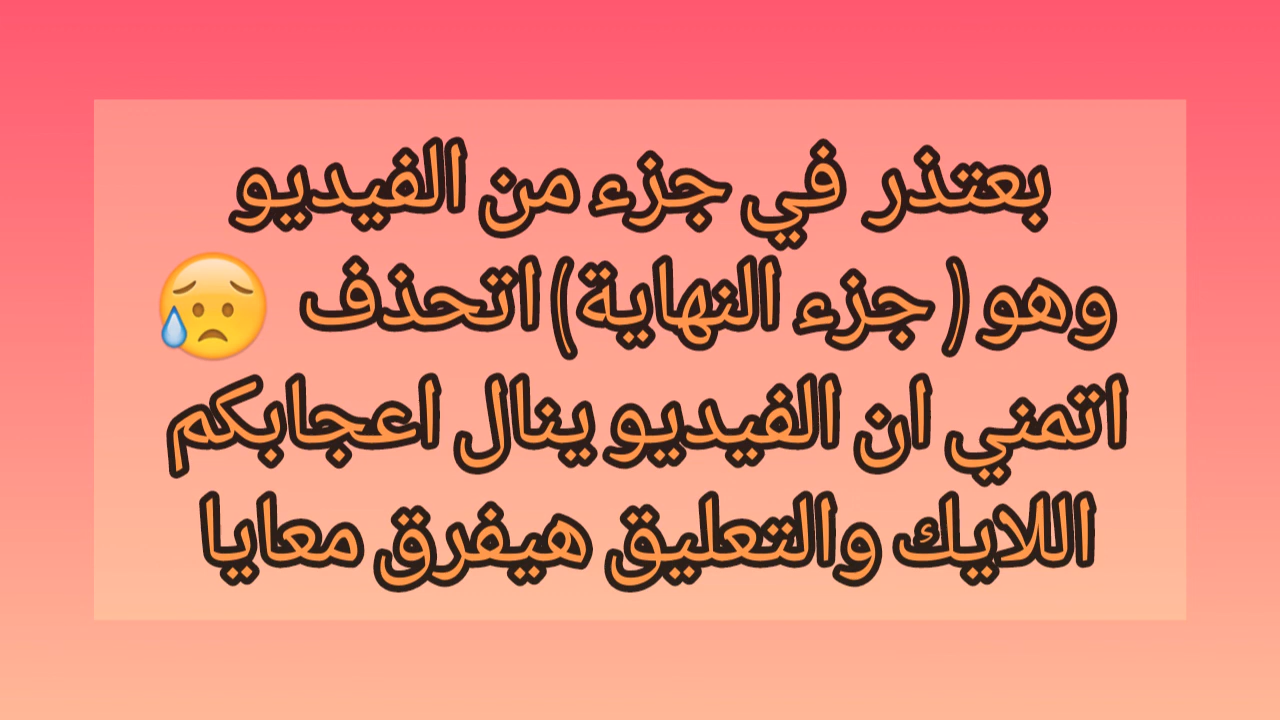 بعتذر في جزء من الفيديو
وهو ( جزء النهاية) اتحذف 😥
اتمني ان الفيديو ينال اعجابكم
اللايك والتعليق هيفرق معايا